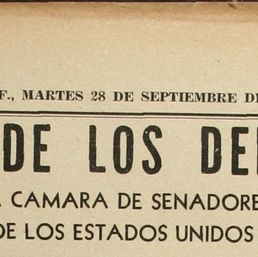 F., MARTES 28 DE SEPTIEMBRE DE
DE LOS DE
CAMARA DE SENADORE
DE LOS ESTADOS UNIDOS